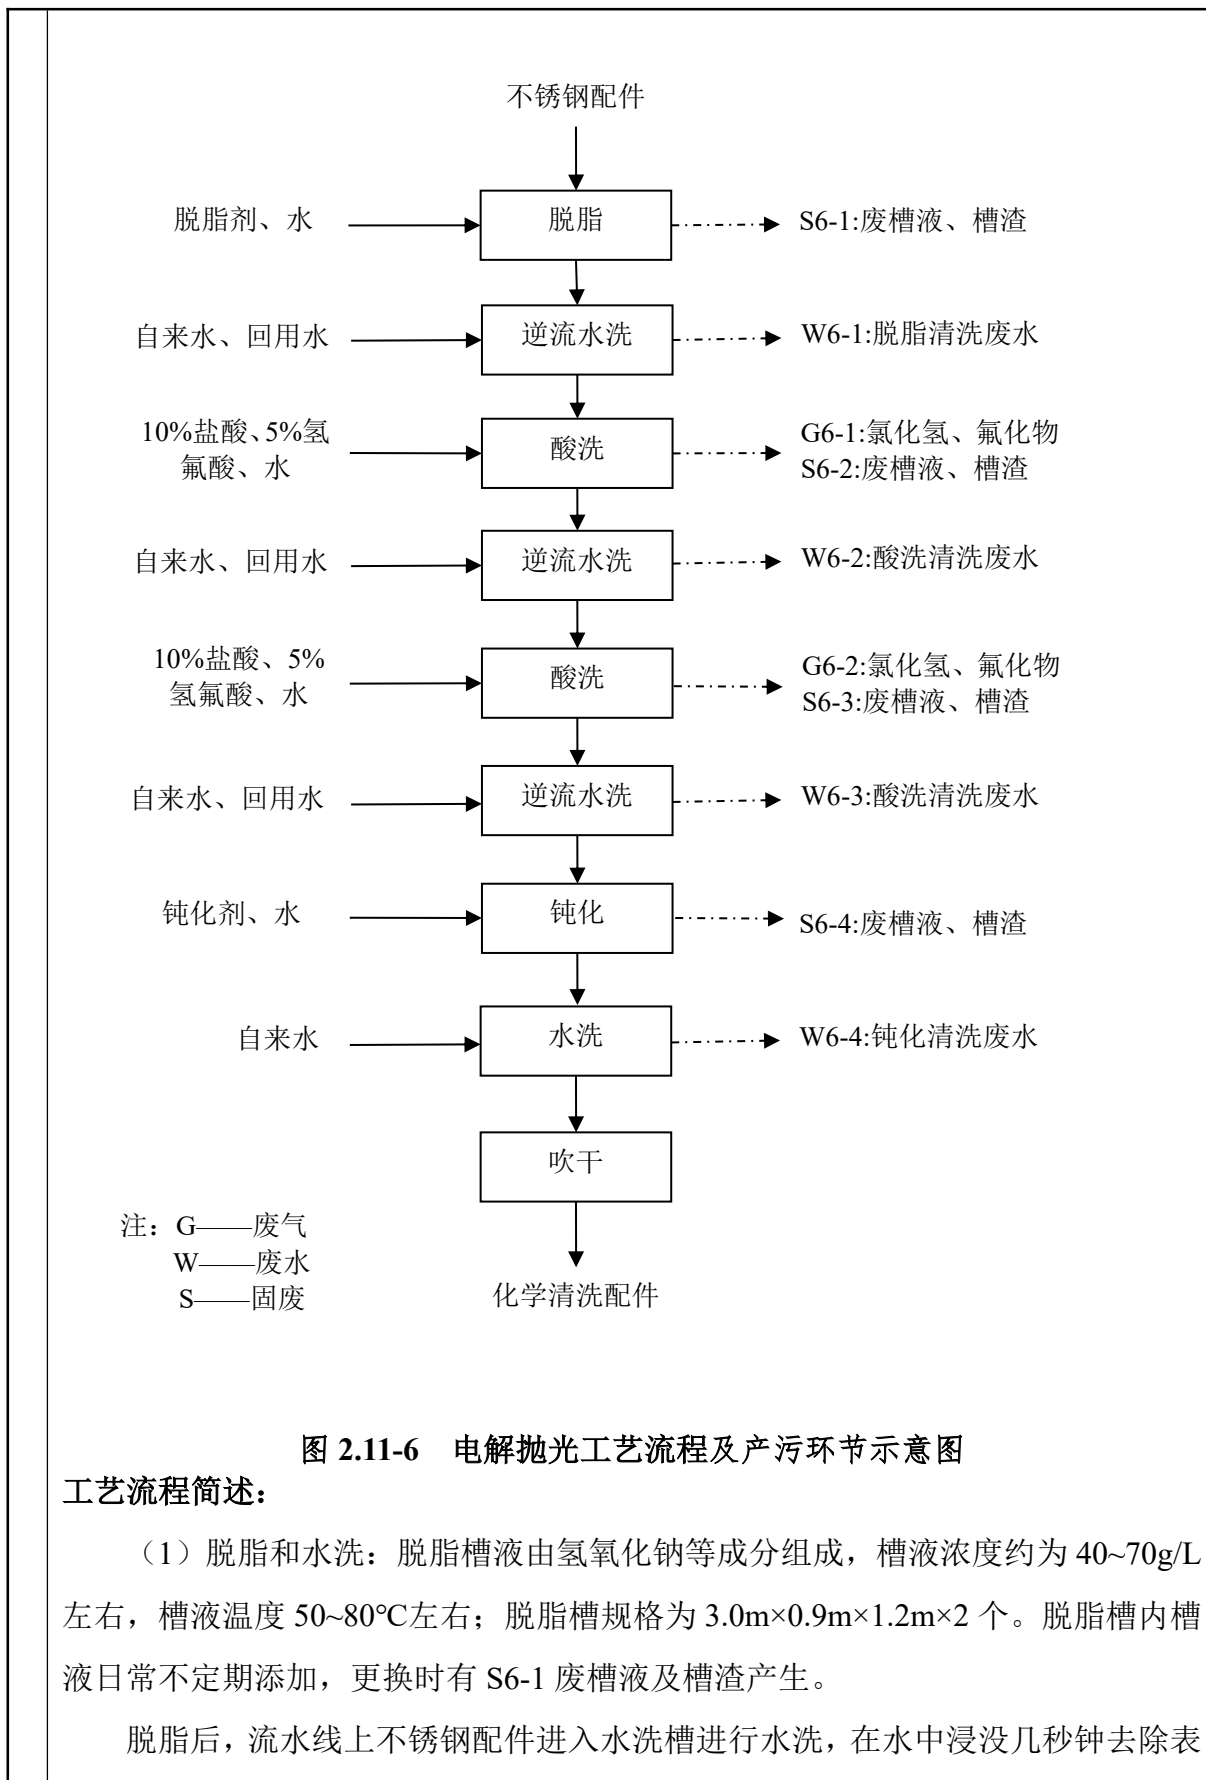 不锈钢配件
脱脂剂、水
脱脂
S6-1:废槽液、槽渣
自来水、回用水
逆流水洗
W6-1:脱脂清洗废水
10%盐酸、5%氢
氟酸、水
酸洗
G6-1:氯化氢、氟化物
S6-2:废槽液、槽渣
自来水、回用水
逆流水洗
W6-2:酸洗清洗废水
10%盐酸、5%
氢氟酸、水
酸洗
G6-2:氯化氢、氟化物
S6-3:废槽液、槽渣
自来水、回用水
逆流水洗
W6-3:酸洗清洗废水
钝化剂、水
钝化
S6-4:废槽液、槽渣
自来水
水洗
W6-4:钝化清洗废水
吹干
注：G——废气
W——废水
S——固废
化学清洗配件
图 2.11-6 电解抛光工艺流程及产污环节示意图
工艺流程简述：
（1）脱脂和水洗：脱脂槽液由氢氧化钠等成分组成，槽液浓度约为 40~70g/L
左右，槽液温度 50~80℃左右；脱脂槽规格为 3.0m×0.9m×1.2m×2 个。脱脂槽内槽
液日常不定期添加，更换时有 S6-1 废槽液及槽渣产生。
脱脂后，流水线上不锈钢配件进入水洗槽进行水洗，在水中浸没几秒钟去除表